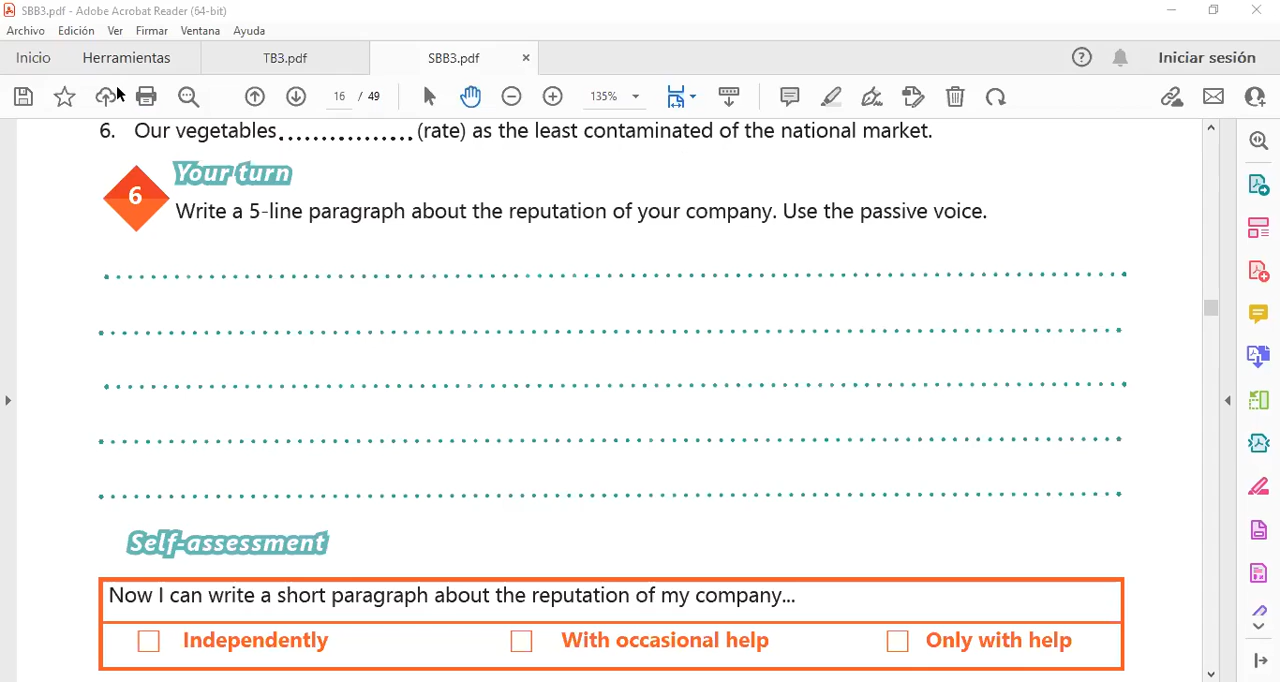 SBB3.pdf - Adobe Acrobat Reader (64-bit)
Archivo Edición Ver Firmar Ventana Ayuda
Inicio Herramientas TB3.pdf SBB3.pdf × Iniciar sesión
16 / 49 135%
6. Our vegetables................(rate) as the least contaminated of the national market.
Your turn
6
Write a 5-line paragraph about the reputation of your company. Use the passive voice.
Self-assessment
Now I can write a short paragraph about the reputation of my company...
Independently With occasional help Only with help